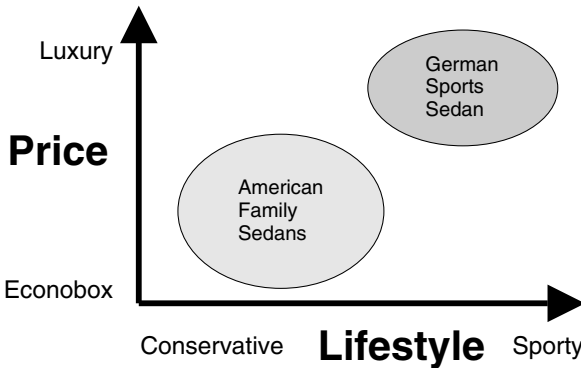 Luxury
German
Sports
Sedan
Price
American
Family
Sedans
Econobox
Conservative Lifestyle Sporty